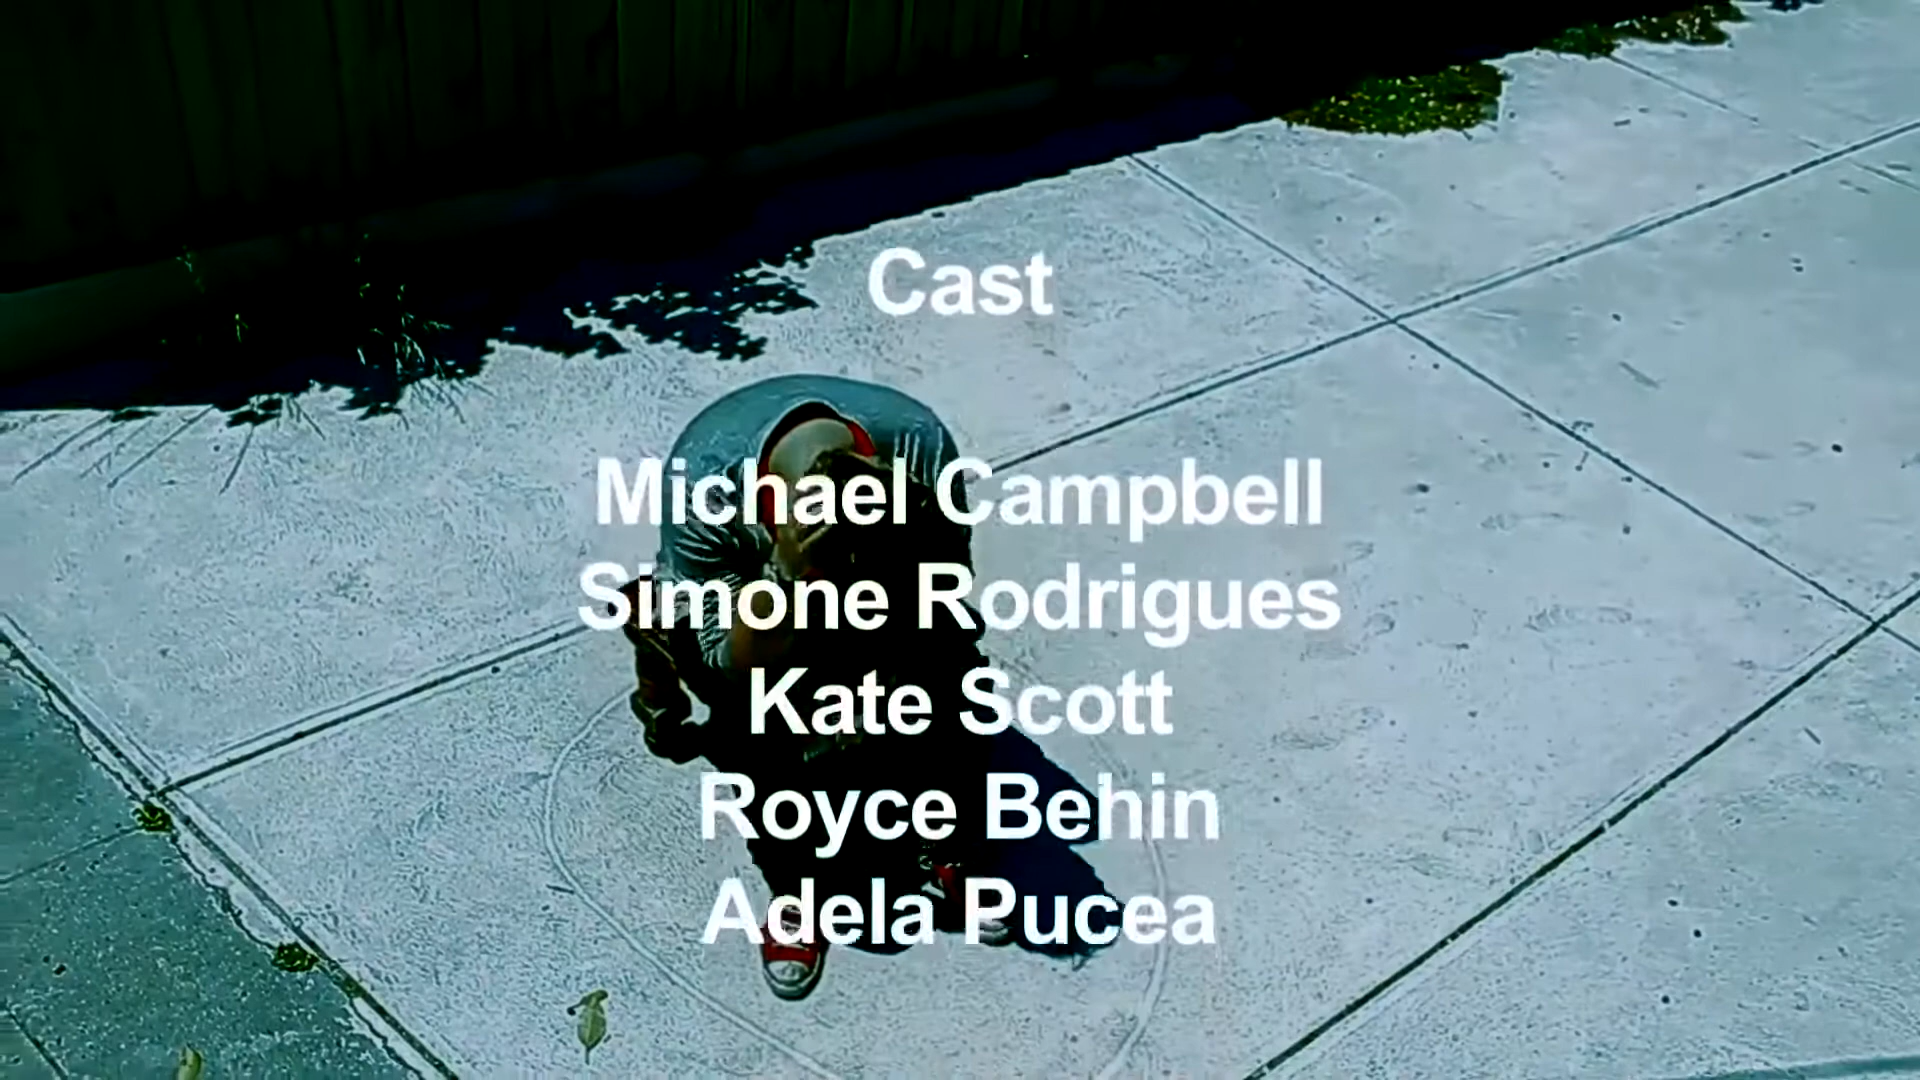 Cast
Michael Campbell
Simone Rodrigues
Kate Scott
Royce Behin
Adela Pucea